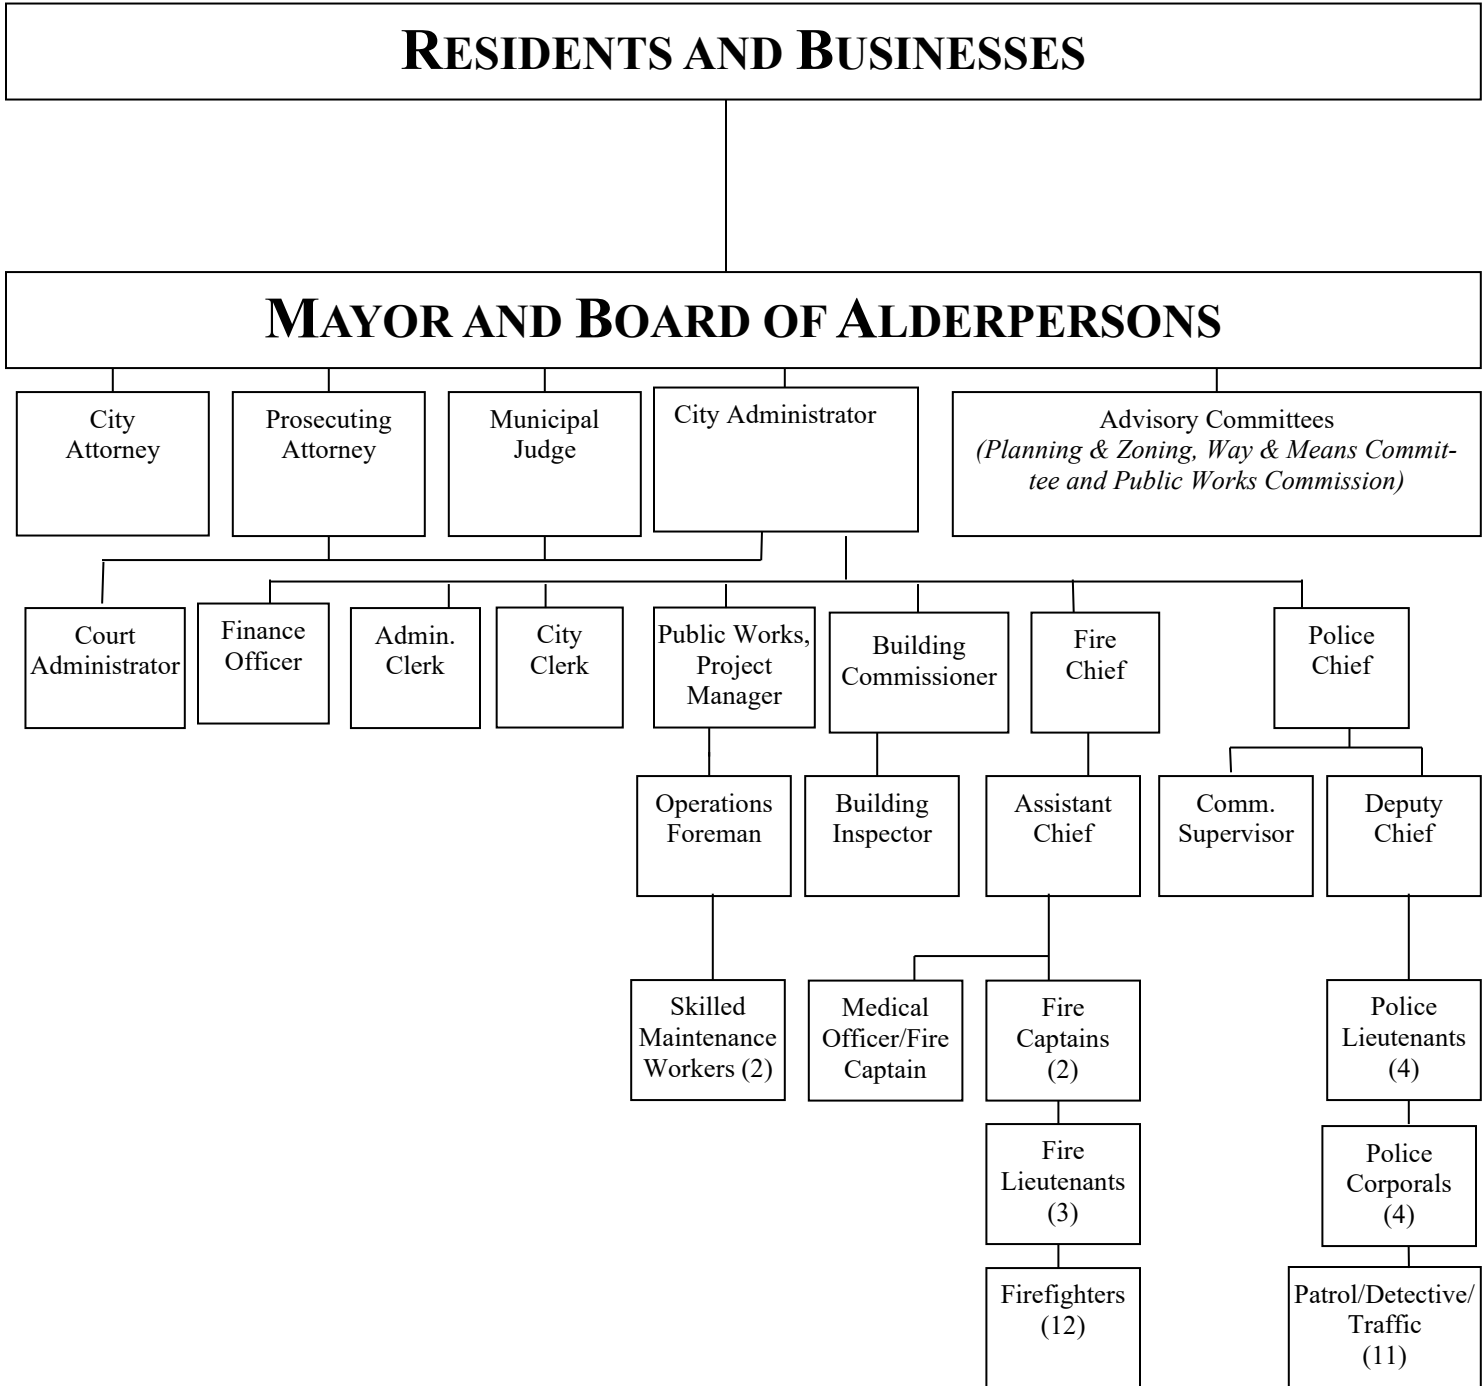 RESIDENTS AND BUSINESSES
MAYOR AND BOARD OF ALDERPERSONS
City
Attorney
Prosecuting
Attorney
Municipal
Judge
City Administrator
Advisory Committees
(Planning & Zoning, Way & Means Commit-
tee and Public Works Commission)
Court
Administrator
Finance
Officer
Admin.
Clerk
City
Clerk
Public Works,
Project
Manager
Building
Commissioner
Fire
Chief
Police
Chief
Operations
Foreman
Building
Inspector
Assistant
Chief
Comm.
Supervisor
Deputy
Chief
Skilled
Maintenance
Workers (2)
Medical
Officer/Fire
Captain
Fire
Captains
(2)
Police
Lieutenants
(4)
Fire
Lieutenants
(3)
Police
Corporals
(4)
Firefighters
(12)
Patrol/Detective/
Traffic
(11)